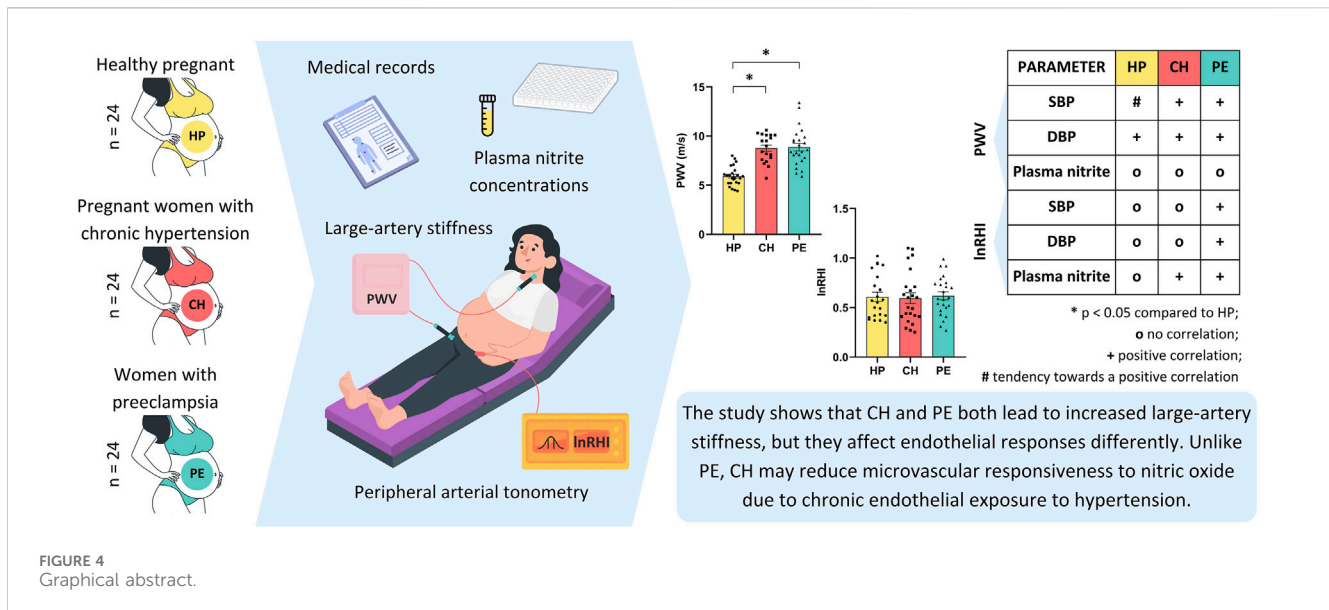 Healthy pregnant
n = 24
HP
Pregnant women with
chronic hypertension
n = 24
CH
Women with
preeclampsia
n = 24
PE
Medical records
Plasma nitrite
concentrations
Large-artery stiffness
PWV
lnRHI
Peripheral arterial tonometry
*
*
PWV (m/s)
15
10
5
0
HP CH PE
lnRHI
1.5
1.0
0.5
0.0
HP CH PE
PARAMETER HP CH PE
PWV
SBP # + +
DBP + + +
Plasma nitrite o o o
lnRHI
SBP o o +
DBP o o +
Plasma nitrite o + +
* p < 0.05 compared to HP;
o no correlation;
+ positive correlation;
# tendency towards a positive correlation
The study shows that CH and PE both lead to increased large-artery
stiffness, but they affect endothelial responses differently. Unlike
PE, CH may reduce microvascular responsiveness to nitric oxide
due to chronic endothelial exposure to hypertension.
FIGURE 4
Graphical abstract.